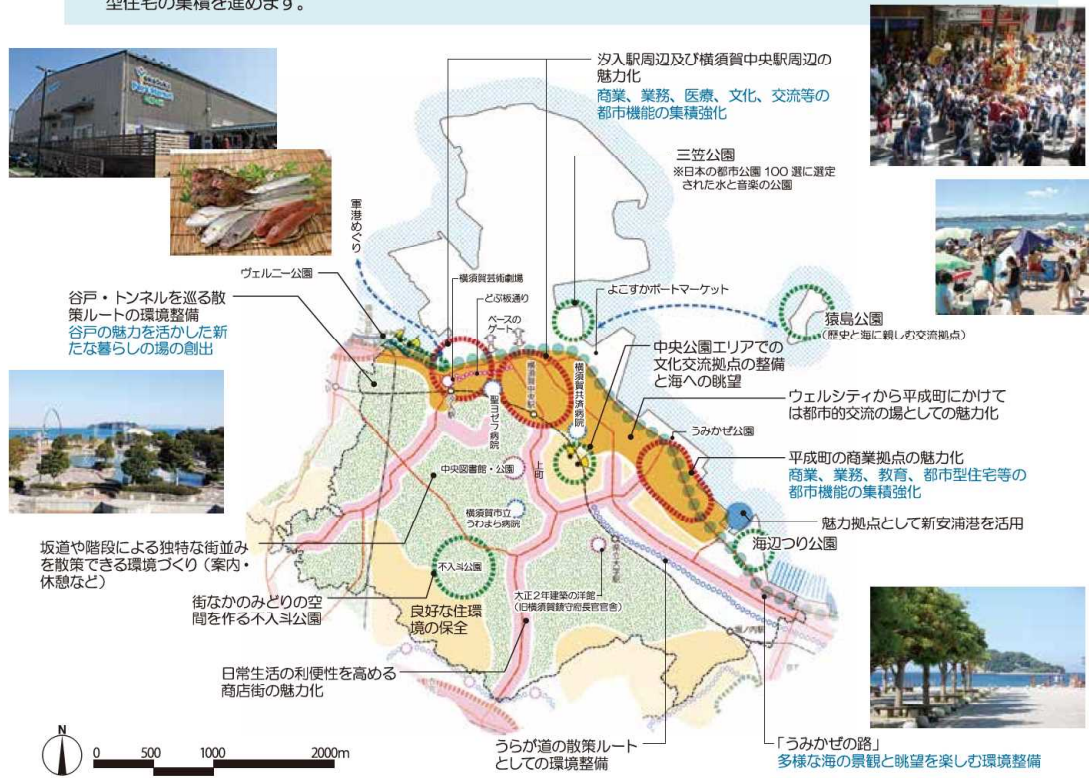 型住宅の集積を進めます。
汐入駅周辺及び横須賀中央駅周辺の
魅力化
商業、業務、医療、文化、交流等の
都市機能の集積強化
三笠公園
※日本の都市公園 100 選に選定
された水と音楽の公園
軍港めぐり
ヴェルニー公園
横須賀芸術劇場
どぶ板通り
ベースの
ゲート
よこすかポートマーケット
猿島公園
(歴史と海に親しむ交流拠点)
谷戸・トンネルを巡る散
策ルートの環境整備
谷戸の魅力を活かした新
たな暮らしの場の創出
中央公園エリアでの
文化交流拠点の整備
と海への眺望
横須賀中央駅
横須賀共済病院
聖ヨゼフ病院
汐入駅
上町
ウェルシティから平成町にかけて
は都市的交流の場としての魅力化
うみかぜ公園
平成町の商業拠点の魅力化
商業、業務、教育、都市型住宅等の
都市機能の集積強化
中央図書館・公園
横須賀市立
うわまち病院
魅力拠点として新安浦港を活用
海辺つり公園
坂道や階段による独特な街並み
を散策できる環境づくり（案内・
休憩など）
県立大学駅
不入斗公園
大正2年建築の洋館
（旧横須賀鎮守府長官官舎）
街なかのみどりの空
間を作る不入斗公園
良好な住環
境の保全
堀ノ内駅
日常生活の利便性を高める
商店街の魅力化
うらが道の散策ルート
としての環境整備
「うみかぜの路」
多様な海の景観と眺望を楽しむ環境整備
N
0 500 1000 2000m